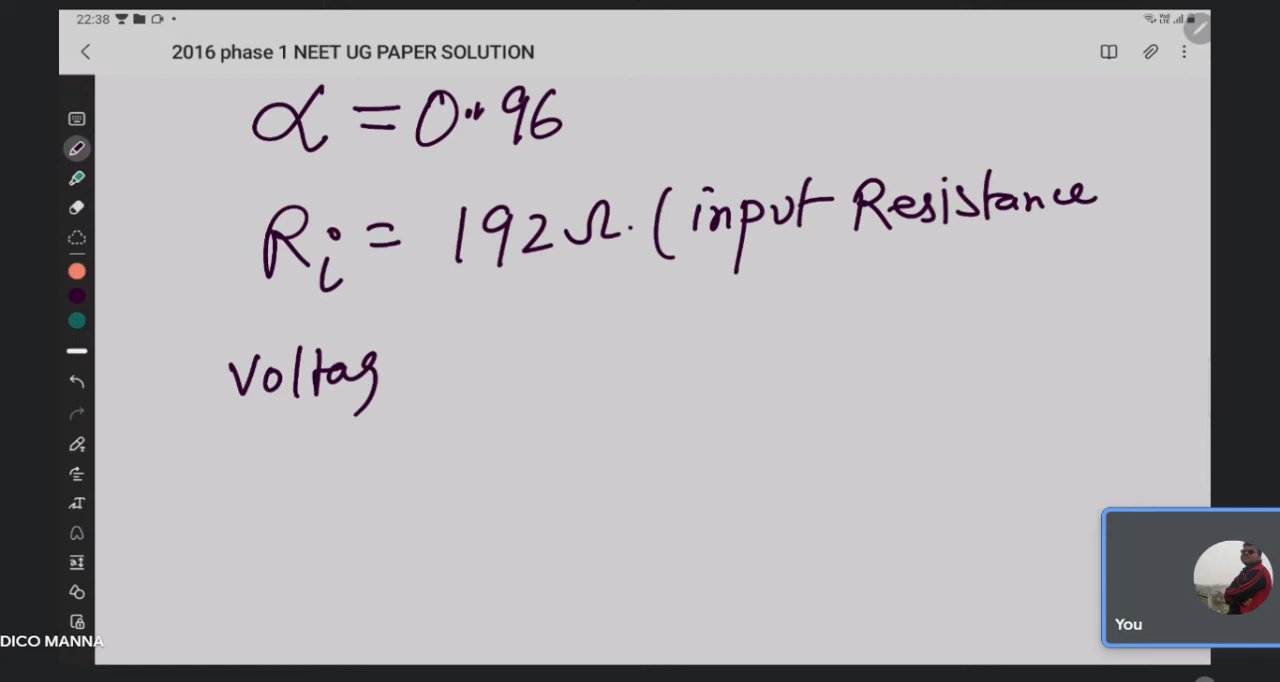 22:38
2016 phase 1 NEET UG PAPER SOLUTION
α = 0.96
Ri = 192Ω. (input Resistance
Voltag
You
DICO MANNA